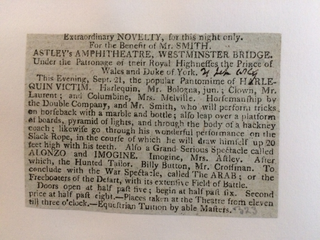 Extraordinary NOVELTY, for this night only.
For the Benefit of Mr. SMITH.
ASTLEY's AMPHITHEATRE, WESTMINSTER BRIDGE.
Under the Patronage of their Royal Highnesses the Prince of
Wales and Duke of York.
This Evening, Sept. 21, the popular Pantomime of HARLE-
QUIN VICTIM. Harlequin, Mr. Bologna, jun.; Clown, Mr.
Laurent; and Columbine, Mrs. Melville. Horsemanship by
the Double Company, and Mr. Smith, who will perform tricks
on horseback with a marble and bottle; also leap over a platform
of boards, pyramid of lights, and through the body of a hackney
coach; likewise go through his wonderful performance on the
Slack Rope, in the course of which he will draw himself up 20
feet high with his teeth. Also a Grand Serious Spectacle called
ALONZO and IMOGINE. Imogine, Mrs. Astley. After
which, the Hunted Tailor, Billy Button, Mr. Crossman. To
conclude with the War Spectacle, called The ARAB; or the
Freebooters of the Desart, with its extensive Field of Battle.
Doors open at half past five; begin at half past six. Second
price at half past eight.—Places taken at the Theatre from eleven
till three o'clock.—Equestrian Tuition by able Masters.